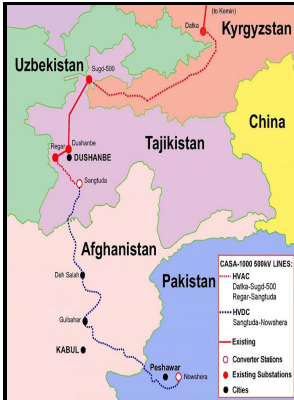 (to Kemin)
Datka
Kyrgyzstan
Uzbekistan
Sugd-500
China
Dushanbe
Regar
DUSHANBE
Tajikistan
Sangtuda
Afghanistan
Pakistan
Deh Salah
Gulbahar
KABUL
Peshawar
Nowshera
CASA-1000 500kV LINES:
HVAC
Datka-Sugd-500
Regar-Sangtuda
HVDC
Sangtuda-Nowshera
Existing
Converter Stations
Existing Substations
Cities